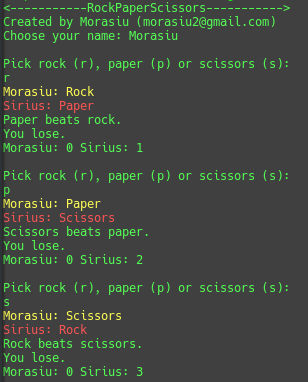 <-----------RockPaperScissors----------->
Created by Morasiu (morasiu2@gmail.com)
Choose your name: Morasiu
Pick rock (r), paper (p) or scissors (s):
r
Morasiu: Rock
Sirius: Paper
Paper beats rock.
You lose.
Morasiu: 0 Sirius: 1
Pick rock (r), paper (p) or scissors (s):
p
Morasiu: Paper
Sirius: Scissors
Scissors beats paper.
You lose.
Morasiu: 0 Sirius: 2
Pick rock (r), paper (p) or scissors (s):
s
Morasiu: Scissors
Sirius: Rock
Rock beats scissors.
You lose.
Morasiu: 0 Sirius: 3